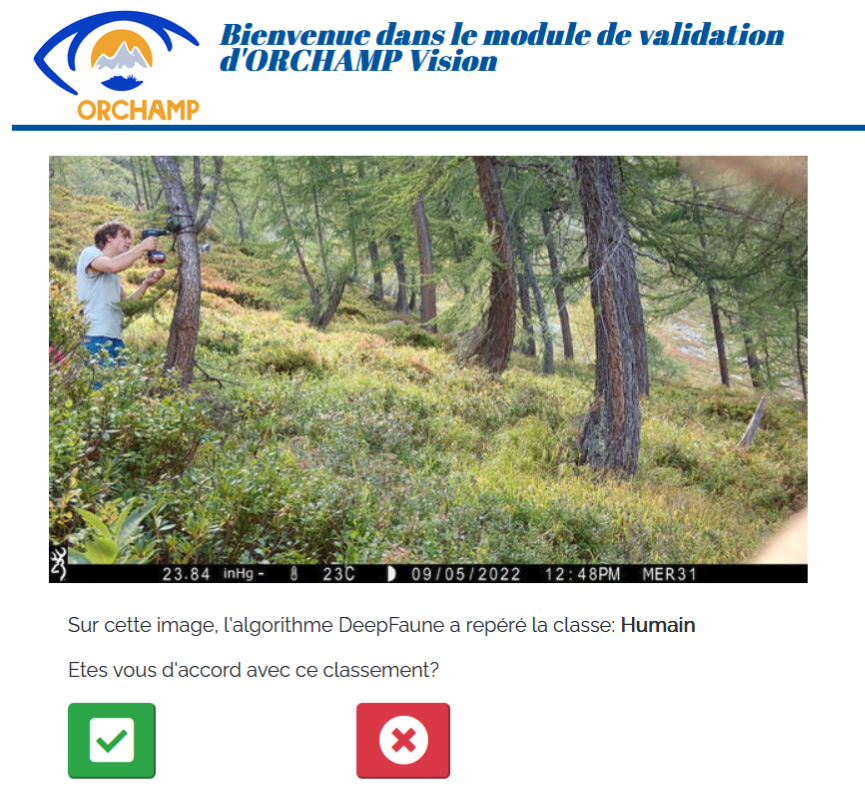 Bienvenue dans le module de validation
d'ORCHAMP Vision
ORCHAMP
23.84 inHg - 23C 09/05/2022 12:48PM MER31
Sur cette image, l'algorithme DeepFaune a repéré la classe: Humain
Etes vous d'accord avec ce classement?